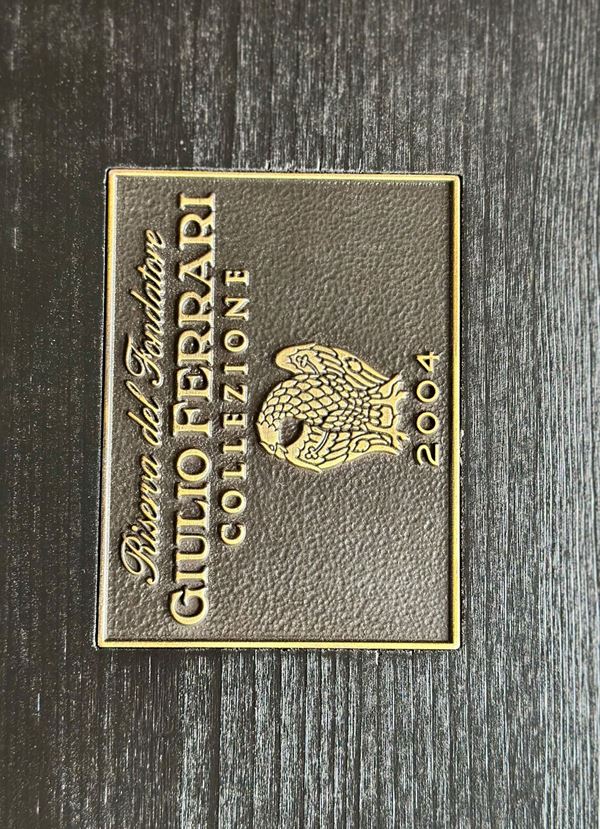 Riserva del Fondatore
GIULIO FERRARI
COLLEZIONE
2004